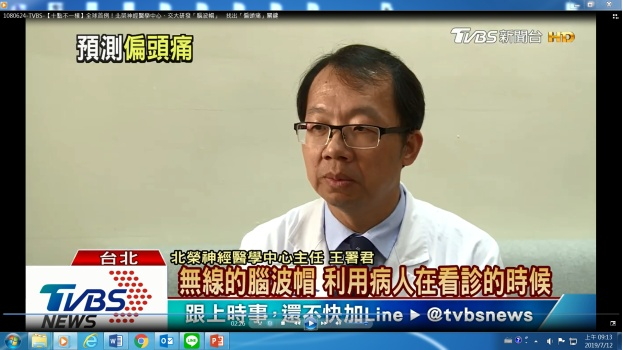 1080624-TVBS-【十點不一樣】全球首例！北榮神經醫學中心、交大研發「腦波帽」 找出「偏頭痛」關鍵
預測偏頭痛
TVBS新聞台 HD
台北
北榮神經醫學中心主任 王署君
無線的腦波帽 利用病人在看診的時候
TVBS NEWS
跟上時事，還不快加Line ▶ @tvbsnews
02:26
上午 09:13
2019/7/12